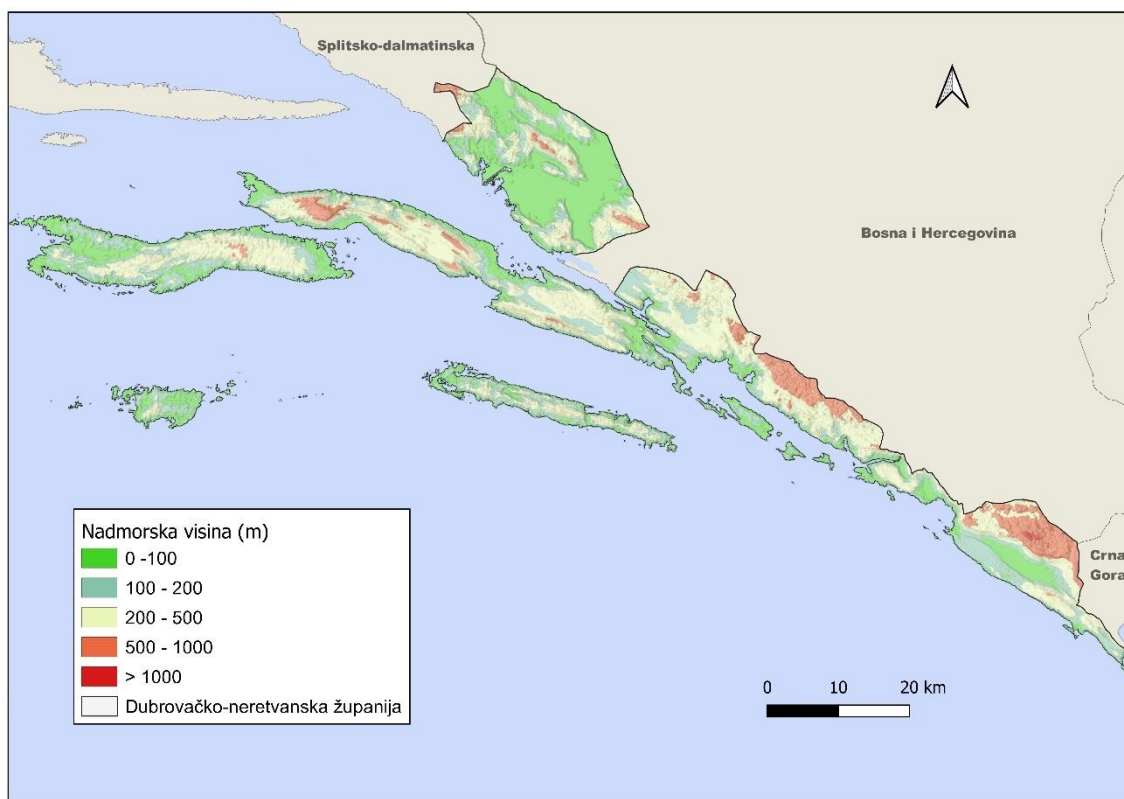 Splitsko-dalmatinska
Bosna i Hercegovina
Crna
Gora
Nadmorska visina (m)
0 -100
100 - 200
200 - 500
500 - 1000
> 1000
Dubrovačko-neretvanska županija
0 10 20 km